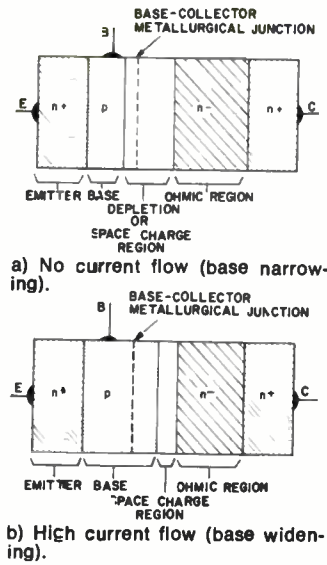 BASE-COLLECTOR
METALLURGICAL JUNCTION
B
E
n+
p
n-
n+
C
EMITTER BASE OHMIC REGION
DEPLETION
OR
SPACE CHARGE
REGION
a) No current flow (base narrow-
ing).
BASE-COLLECTOR
METALLURGICAL JUNCTION
B
E
n+
p
n-
n+
C
EMITTER BASE OHMIC REGION
SPACE CHARGE
REGION
b) High current flow (base widen-
ing).